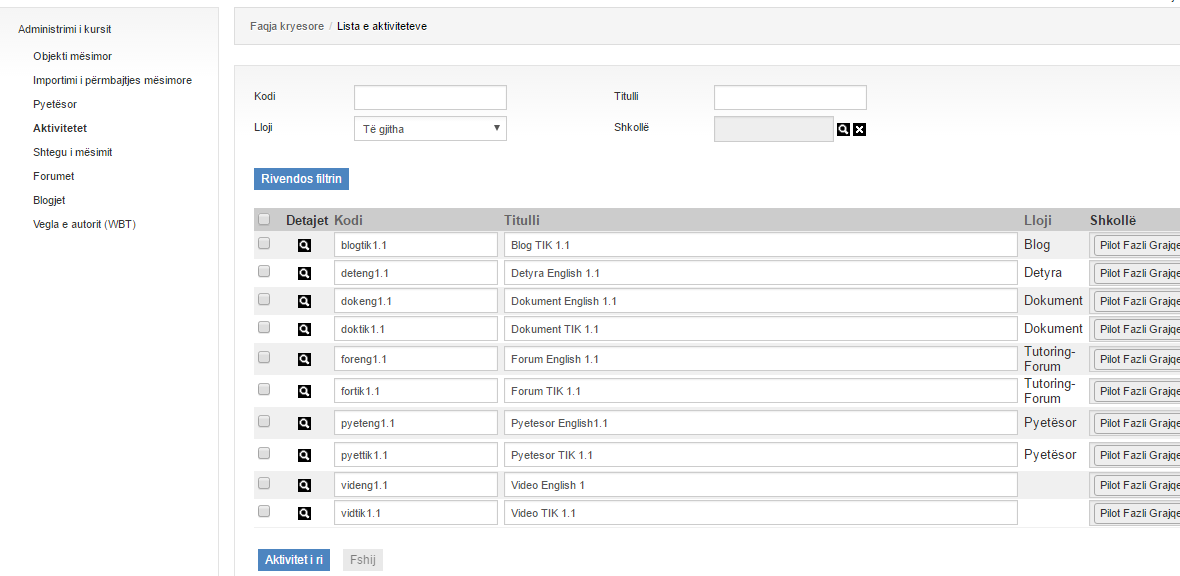 Administrimi i kursit
Objekti mësimor
Importimi i përmbajtjes mësimore
Pyetësor
Aktivitetet
Shtegu i mësimit
Forumet
Blogjet
Vegla e autorit (WBT)
Faqja kryesore / Lista e aktiviteteve
Kodi Titulli
Lloji Të gjitha Shkollë
Rivendos filtrin
Detajet Kodi Titulli Lloji Shkollë
blogtik1.1 Blog TIK 1.1 Blog Pilot Fazli Grajqe
deteng1.1 Detyra English 1.1 Detyra Pilot Fazli Grajqe
dokeng1.1 Dokument English 1.1 Dokument Pilot Fazli Grajqe
doktik1.1 Dokument TIK 1.1 Dokument Pilot Fazli Grajqe
foreng1.1 Forum English 1.1 Tutoring-Forum Pilot Fazli Grajqe
fortik1.1 Forum TIK 1.1 Tutoring-Forum Pilot Fazli Grajqe
pyeteng1.1 Pyetesor English1.1 Pyetësor Pilot Fazli Grajqe
pyettik1.1 Pyetesor TIK 1.1 Pyetësor Pilot Fazli Grajqe
videng1.1 Video English 1 Pilot Fazli Grajqe
vidtik1.1 Video TIK 1.1 Pilot Fazli Grajqe
Aktivitet i ri Fshij